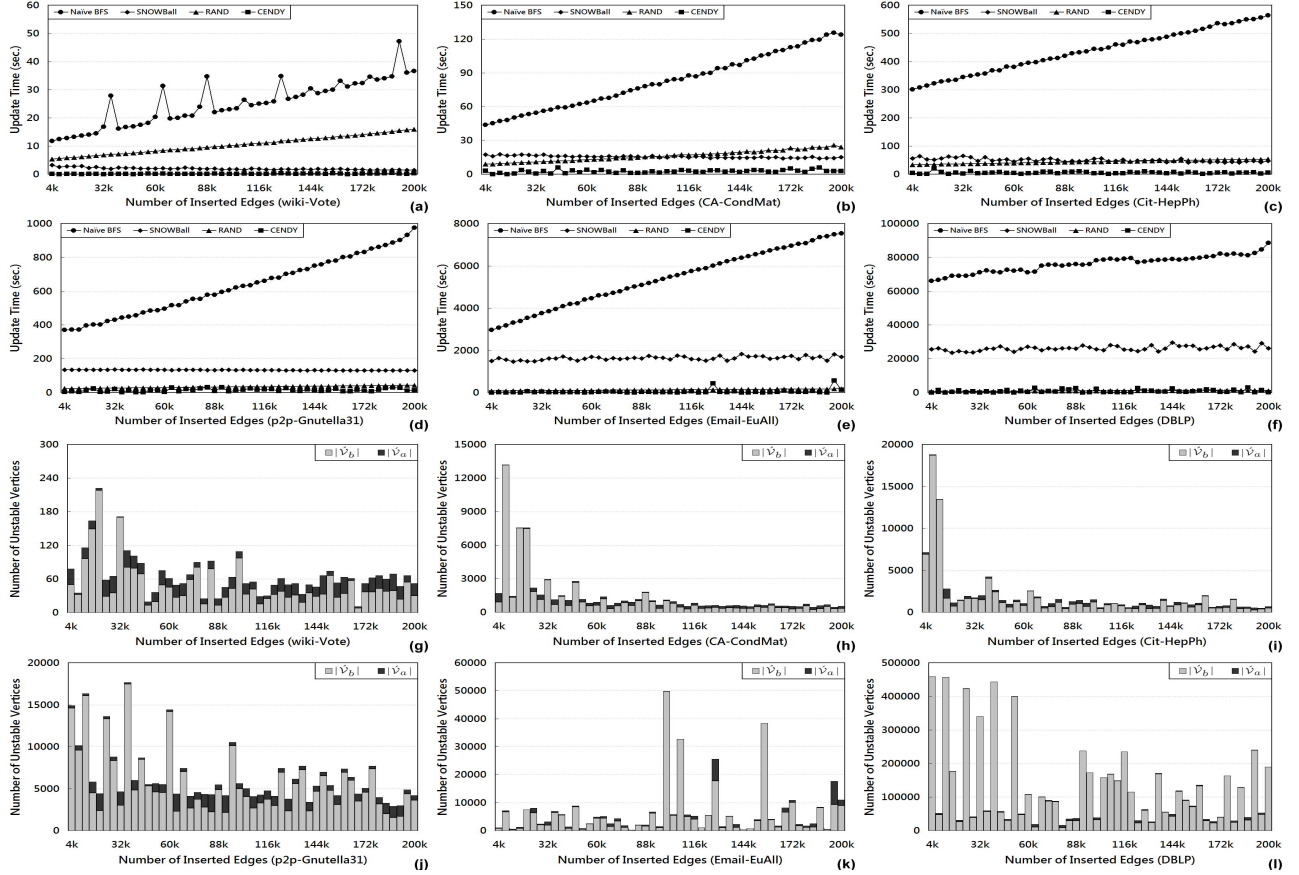 Naïve BFS SNOWBall RAND CENDY
Update Time (sec.)
60
50
40
30
20
10
0
4k 32k 60k 88k 116k 144k 172k 200k
Number of Inserted Edges (wiki-Vote) (a)
Naïve BFS SNOWBall RAND CENDY
Update Time (sec.)
150
120
90
60
30
0
4k 32k 60k 88k 116k 144k 172k 200k
Number of Inserted Edges (CA-CondMat) (b)
Naïve BFS SNOWBall RAND CENDY
Update Time (sec.)
600
500
400
300
200
100
0
4k 32k 60k 88k 116k 144k 172k 200k
Number of Inserted Edges (Cit-HepPh) (c)
Naïve BFS SNOWBall RAND CENDY
Update Time (sec.)
1000
800
600
400
200
0
4k 32k 60k 88k 116k 144k 172k 200k
Number of Inserted Edges (p2p-Gnutella31) (d)
Naïve BFS SNOWBall RAND CENDY
Update Time (sec.)
8000
6000
4000
2000
0
4k 32k 60k 88k 116k 144k 172k 200k
Number of Inserted Edges (Email-EuAll) (e)
Naïve BFS SNOWBall RAND CENDY
Update Time (sec.)
100000
80000
60000
40000
20000
0
4k 32k 60k 88k 116k 144k 172k 200k
Number of Inserted Edges (DBLP) (f)
|V̂_b| |V̂_a|
Number of Unstable Vertices
300
240
180
120
60
0
4k 32k 60k 88k 116k 144k 172k 200k
Number of Inserted Edges (wiki-Vote) (g)
|V̂_b| |V̂_a|
Number of Unstable Vertices
15000
12000
9000
6000
3000
0
4k 32k 60k 88k 116k 144k 172k 200k
Number of Inserted Edges (CA-CondMat) (h)
|V̂_b| |V̂_a|
Number of Unstable Vertices
20000
15000
10000
5000
0
4k 32k 60k 88k 116k 144k 172k 200k
Number of Inserted Edges (Cit-HepPh) (i)
|V̂_b| |V̂_a|
Number of Unstable Vertices
20000
15000
10000
5000
0
4k 32k 60k 88k 116k 144k 172k 200k
Number of Inserted Edges (p2p-Gnutella31) (j)
|V̂_b| |V̂_a|
Number of Unstable Vertices
60000
50000
40000
30000
20000
10000
0
4k 32k 60k 88k 116k 144k 172k 200k
Number of Inserted Edges (Email-EuAll) (k)
|V̂_b| |V̂_a|
Number of Unstable Vertices
500000
400000
300000
200000
100000
0
4k 32k 60k 88k 116k 144k 172k 200k
Number of Inserted Edges (DBLP) (l)